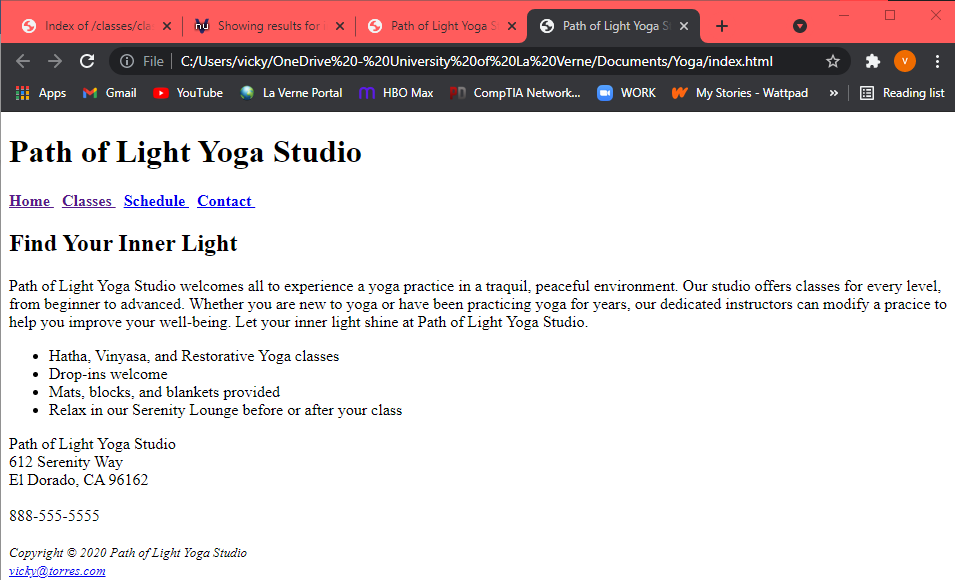 Index of /classes/cla
Showing results for
Path of Light Yoga S
Path of Light Yoga S
File
C:/Users/vicky/OneDrive%20-%20University%20of%20La%20Verne/Documents/Yoga/index.html
V
Apps
Gmail
YouTube
La Verne Portal
HBO Max
CompTIA Network...
WORK
My Stories - Wattpad
»
Reading list
Path of Light Yoga Studio
Home Classes Schedule Contact
Find Your Inner Light
Path of Light Yoga Studio welcomes all to experience a yoga practice in a traquil, peaceful environment. Our studio offers classes for every level,
from beginner to advanced. Whether you are new to yoga or have been practicing yoga for years, our dedicated instructors can modify a pracice to
help you improve your well-being. Let your inner light shine at Path of Light Yoga Studio.
• Hatha, Vinyasa, and Restorative Yoga classes
• Drop-ins welcome
• Mats, blocks, and blankets provided
• Relax in our Serenity Lounge before or after your class
Path of Light Yoga Studio
612 Serenity Way
El Dorado, CA 96162
888-555-5555
Copyright © 2020 Path of Light Yoga Studio
vicky@torres.com